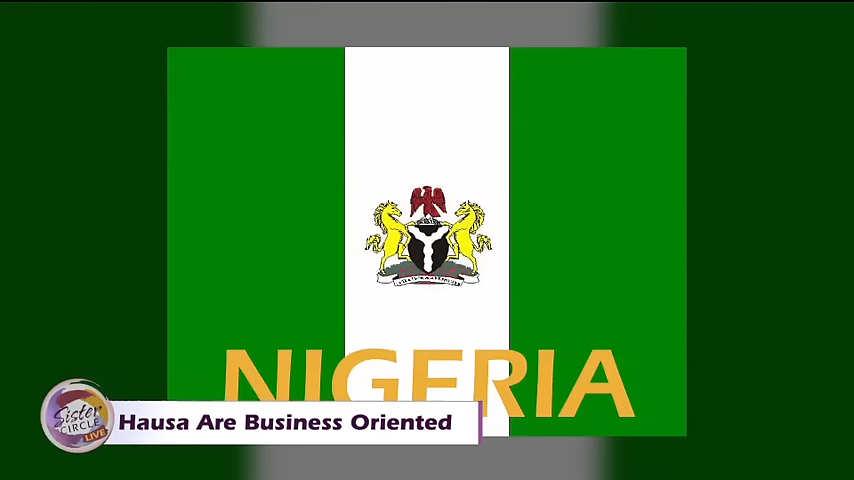 NIGERIA
Sister
CIRCLE
LIVE
Hausa Are Business Oriented